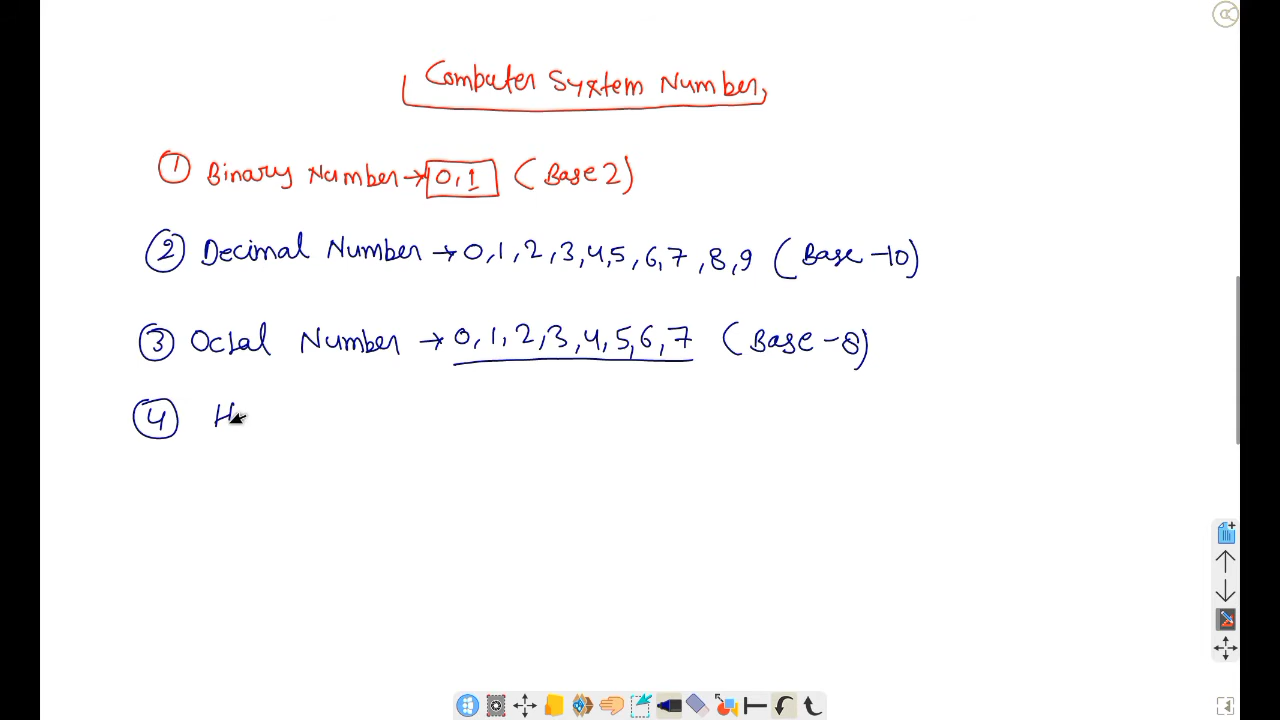 Computer System Number
① Binary Number → 0, 1 (Base 2)
② Decimal Number → 0, 1, 2, 3, 4, 5, 6, 7, 8, 9 (Base - 10)
③ Octal Number → 0, 1, 2, 3, 4, 5, 6, 7 (Base - 8)
④ H